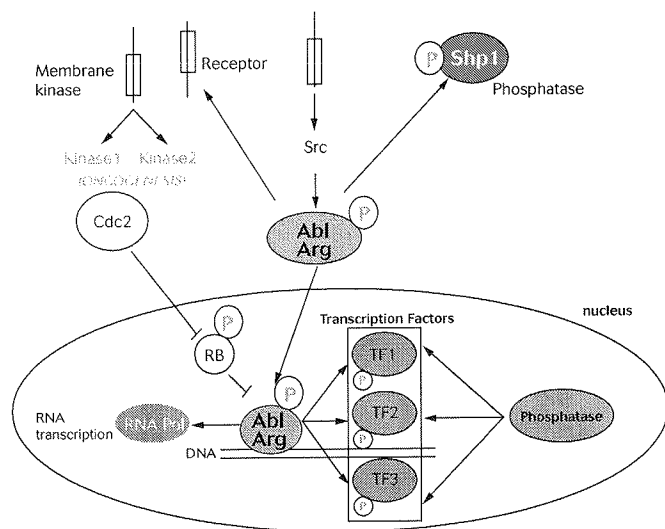 Membrane
kinase
Receptor
P
Shp1
Phosphatase
Kinase1 Kinase2
(ONCOGENESIS)
Src
Cdc2
P
Abl
Arg
nucleus
Transcription Factors
P
RB
TF1
P
P
RNA
transcription
RNA Pol
Abl
Arg
TF2
P
Phosphatase
DNA
TF3
P